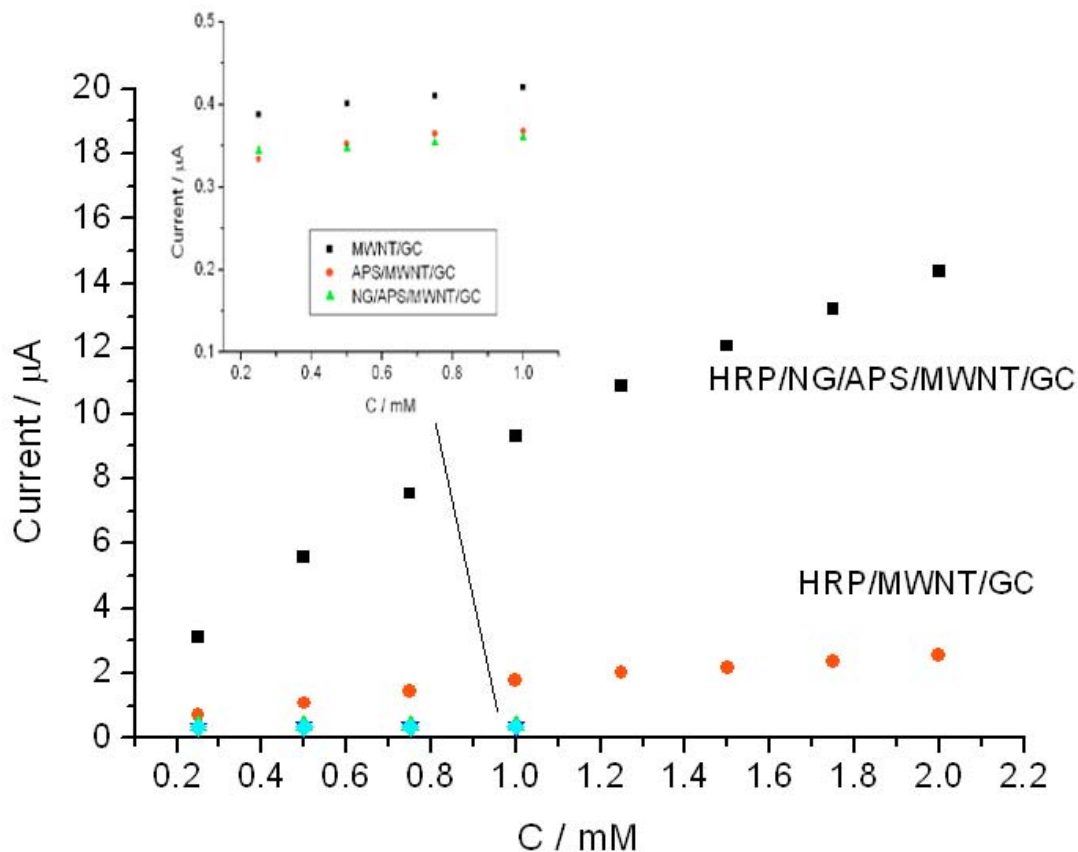 0.5
0.4
0.3
0.2
0.1
Current / μA
MWNT/GC
APS/MWNT/GC
NG/APS/MWNT/GC
0.2 0.4 0.6 0.8 1.0
C / mM
20
18
16
14
12
10
8
6
4
2
0
Current / μA
HRP/NG/APS/MWNT/GC
HRP/MWNT/GC
0.2 0.4 0.6 0.8 1.0 1.2 1.4 1.6 1.8 2.0 2.2
C / mM